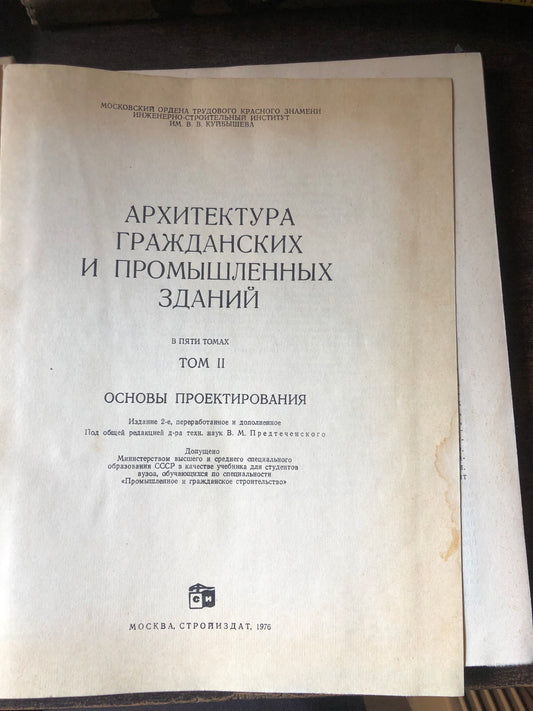 МОСКОВСКИЙ ОРДЕНА ТРУДОВОГО КРАСНОГО ЗНАМЕНИ
ИНЖЕНЕРНО-СТРОИТЕЛЬНЫЙ ИНСТИТУТ
ИМ. В. В. КУЙБЫШЕВА
АРХИТЕКТУРА
ГРАЖДАНСКИХ
И ПРОМЫШЛЕННЫХ
ЗДАНИЙ
В ПЯТИ ТОМАХ
ТОМ II
ОСНОВЫ ПРОЕКТИРОВАНИЯ
Издание 2-е, переработанное и дополненное
Под общей редакцией д-ра техн. наук В. М. Предтеченского
Допущено
Министерством высшего и среднего специального
образования СССР в качестве учебника для студентов
вузов, обучающихся по специальности
«Промышленное и гражданское строительство»
С И
МОСКВА, СТРОЙИЗДАТ, 1976